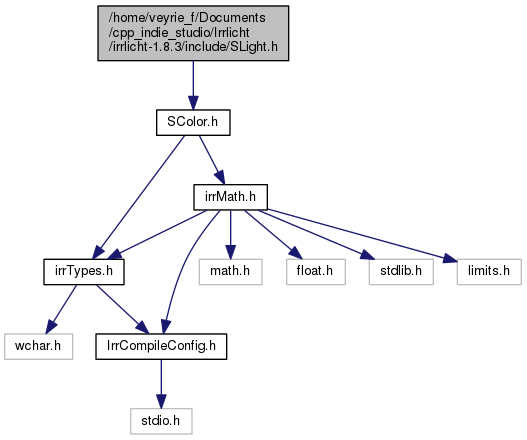 /home/veyrie_f/Documents
/cpp_indie_studio/Irrlicht
/irrlicht-1.8.3/include/SLight.h
SColor.h
irrMath.h
irrTypes.h
math.h
float.h
stdlib.h
limits.h
wchar.h
IrrCompileConfig.h
stdio.h